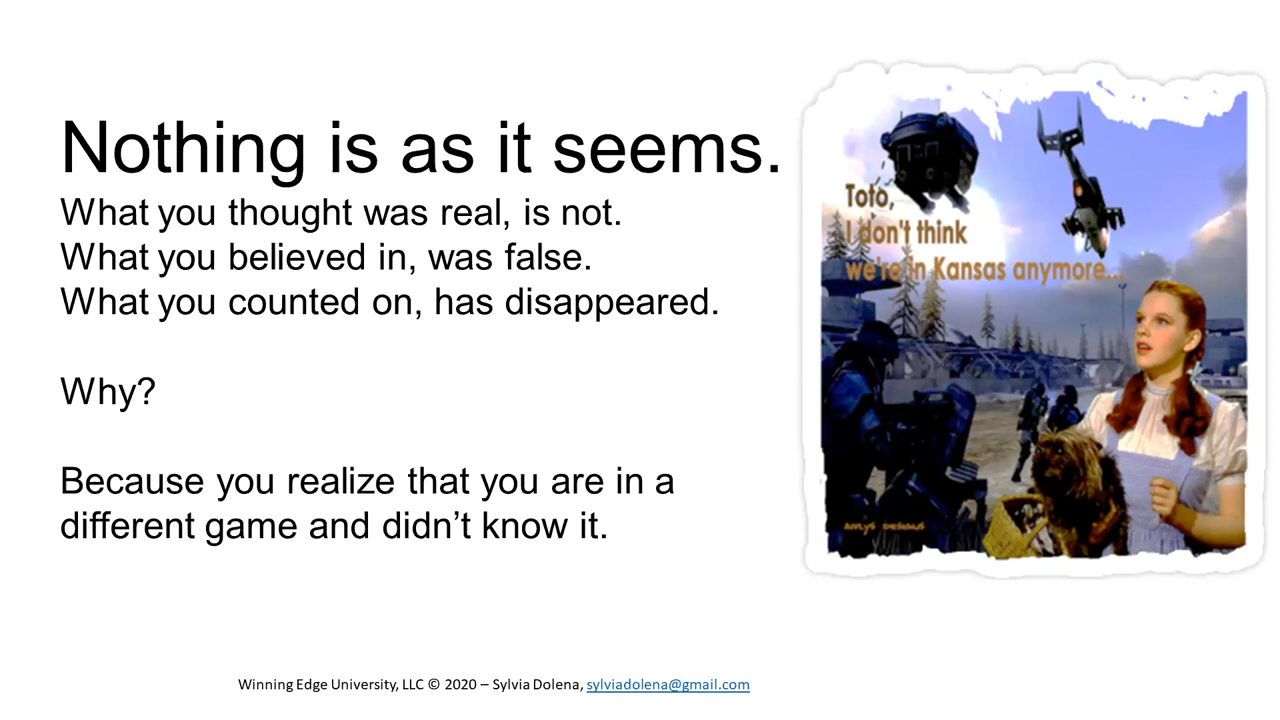 Nothing is as it seems.
What you thought was real, is not.
What you believed in, was false.
What you counted on, has disappeared.
Why?
Because you realize that you are in a
different game and didn’t know it.
Toto,
I don't think
we're in Kansas anymore...
Winning Edge University, LLC © 2020 – Sylvia Dolena, sylviadolena@gmail.com